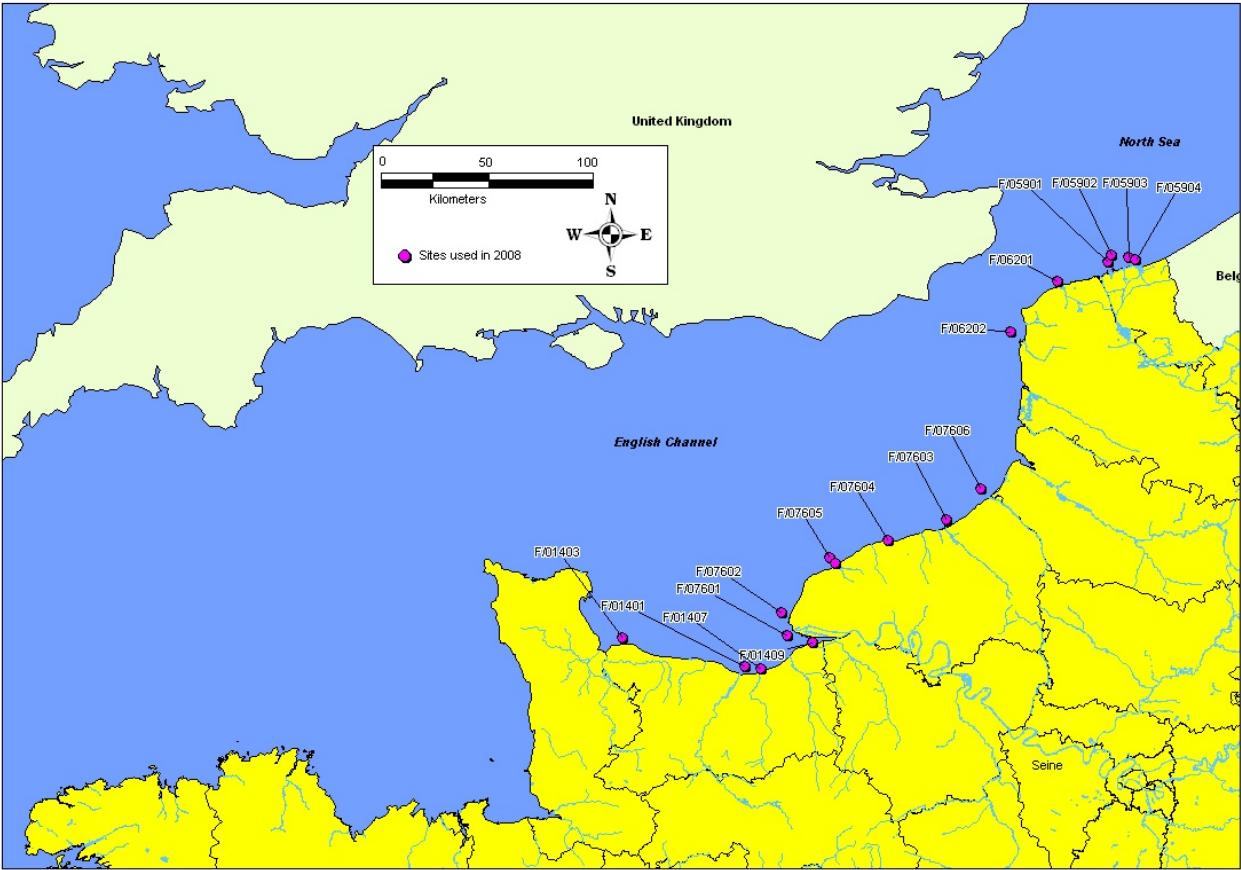 United Kingdom
North Sea
0 50 100
Kilometers
N
W E
S
Sites used in 2008
F/05901
F/05902
F/05903
F/05904
F/06201
Belg
F/06202
English Channel
F/07606
F/07603
F/07604
F/07605
F/01403
F/07602
F/07601
F/01401
F/01407
F/01409
Seine